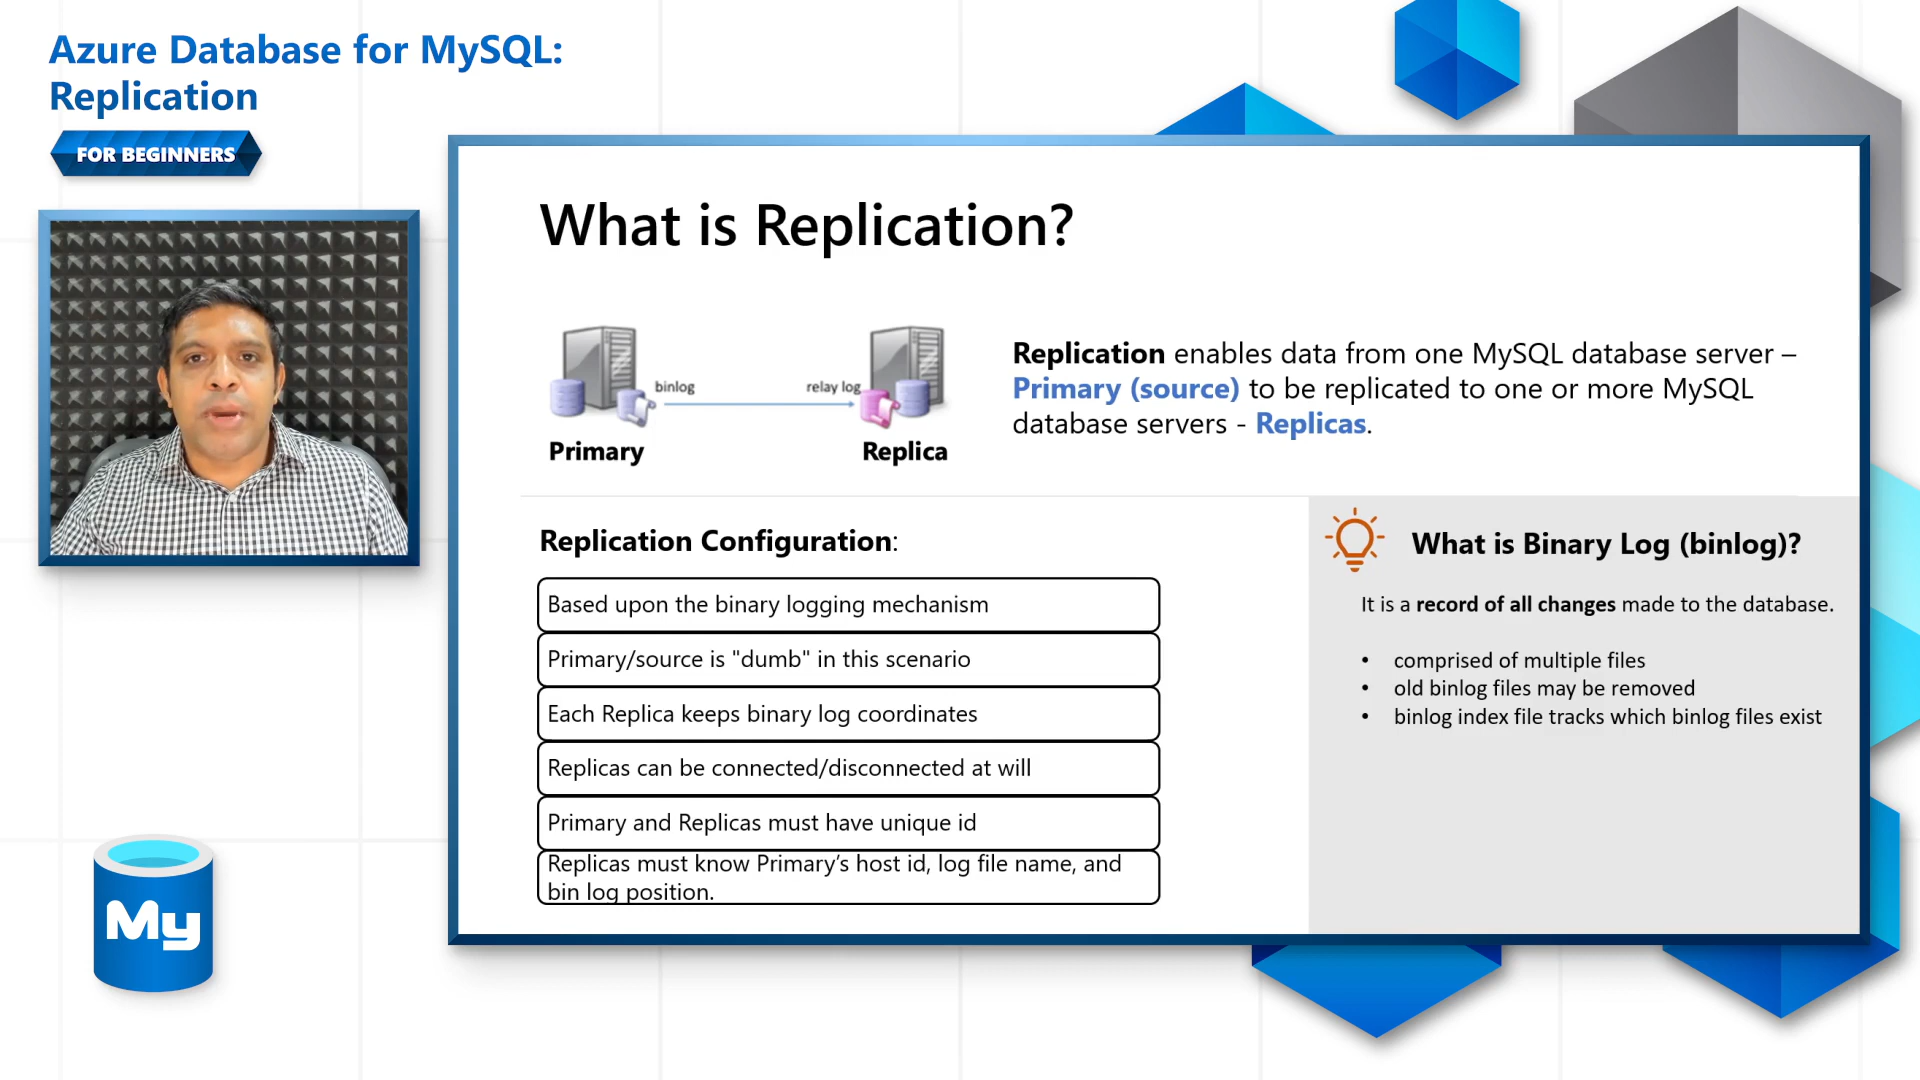 Azure Database for MySQL:
Replication
FOR BEGINNERS
What is Replication?
binlog
relay log
Primary
Replica
Replication enables data from one MySQL database server –
Primary (source) to be replicated to one or more MySQL
database servers - Replicas.
Replication Configuration:
Based upon the binary logging mechanism
Primary/source is "dumb" in this scenario
Each Replica keeps binary log coordinates
Replicas can be connected/disconnected at will
Primary and Replicas must have unique id
Replicas must know Primary’s host id, log file name, and
bin log position.
What is Binary Log (binlog)?
It is a record of all changes made to the database.
• comprised of multiple files
• old binlog files may be removed
• binlog index file tracks which binlog files exist
My